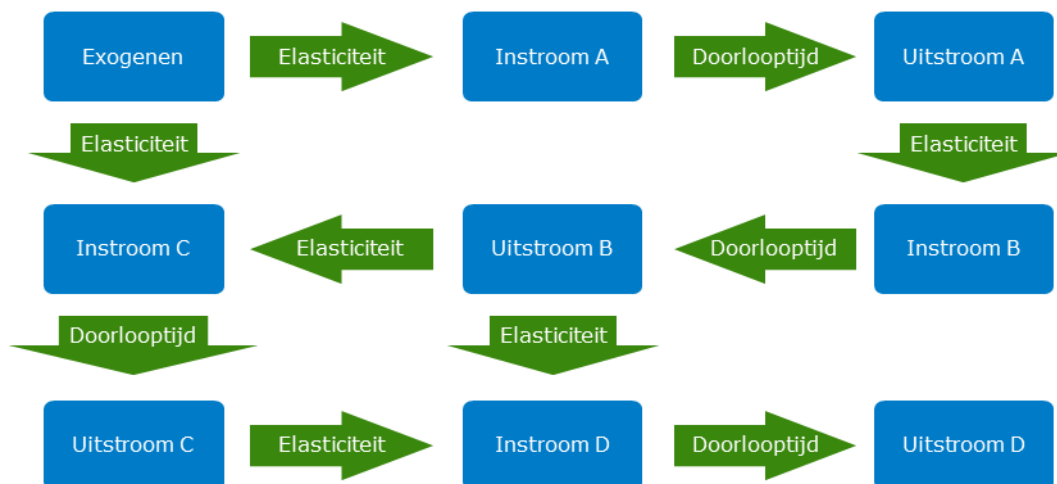 Exogenen Elasticiteit Instroom A Doorlooptijd Uitstroom A
Elasticiteit Elasticiteit
Instroom C Elasticiteit Uitstroom B Doorlooptijd Instroom B
Doorlooptijd Elasticiteit
Uitstroom C Elasticiteit Instroom D Doorlooptijd Uitstroom D